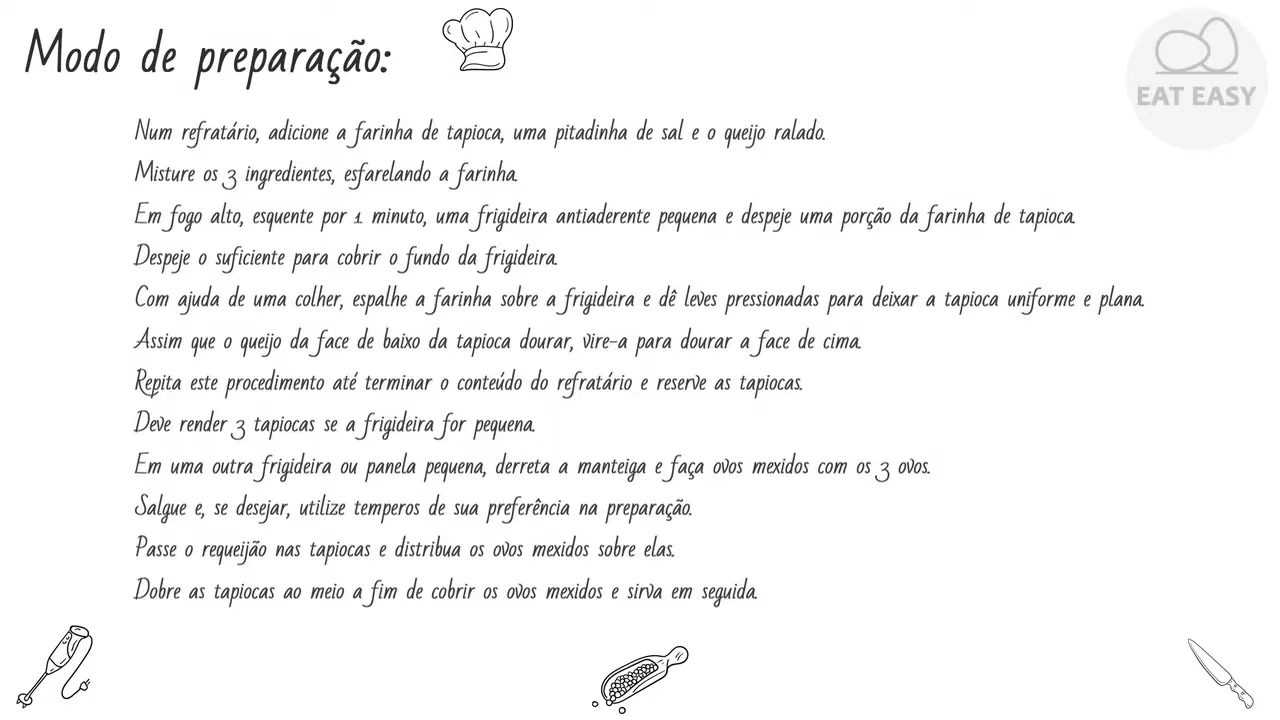 Modo de preparação:
EAT EASY
Num refratário, adicione a farinha de tapioca, uma pitadinha de sal e o queijo ralado.
Misture os 3 ingredientes, esfarelando a farinha.
Em fogo alto, esquente por 1 minuto, uma frigideira antiaderente pequena e despeje uma porção da farinha de tapioca.
Despeje o suficiente para cobrir o fundo da frigideira.
Com ajuda de uma colher, espalhe a farinha sobre a frigideira e dê leves pressionadas para deixar a tapioca uniforme e plana.
Assim que o queijo da face de baixo da tapioca dourar, vire-a para dourar a face de cima.
Repita este procedimento até terminar o conteúdo do refratário e reserve as tapiocas.
Deve render 3 tapiocas se a frigideira for pequena.
Em uma outra frigideira ou panela pequena, derreta a manteiga e faça ovos mexidos com os 3 ovos.
Salgue e, se desejar, utilize temperos de sua preferência na preparação.
Passe o requeijão nas tapiocas e distribua os ovos mexidos sobre elas.
Dobre as tapiocas ao meio a fim de cobrir os ovos mexidos e sirva em seguida.